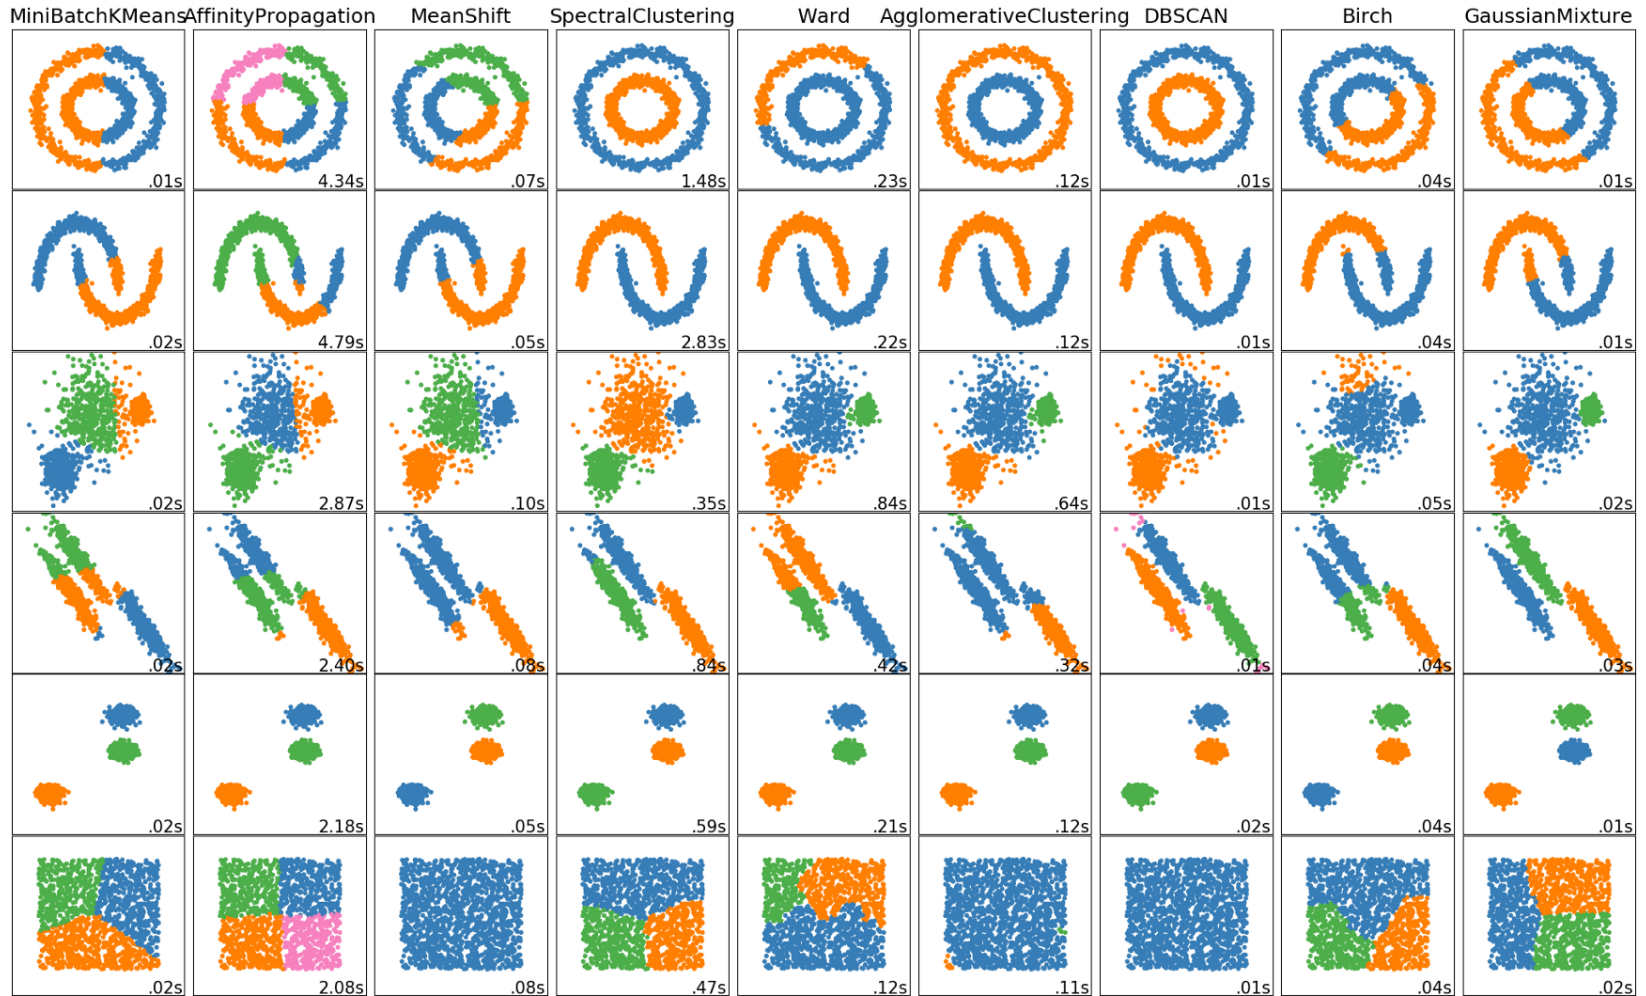 MiniBatchKMeans AffinityPropagation MeanShift SpectralClustering Ward AgglomerativeClustering DBSCAN Birch GaussianMixture
.01s 4.34s .07s 1.48s .23s .12s .01s .04s .01s
.02s 4.79s .05s 2.83s .22s .12s .01s .04s .01s
.02s 2.87s .10s .35s .84s .64s .01s .05s .02s
.02s 2.40s .08s .84s .42s .32s .01s .04s .03s
.02s 2.18s .05s .59s .21s .12s .02s .04s .01s
.02s 2.08s .08s .47s .12s .11s .01s .04s .02s